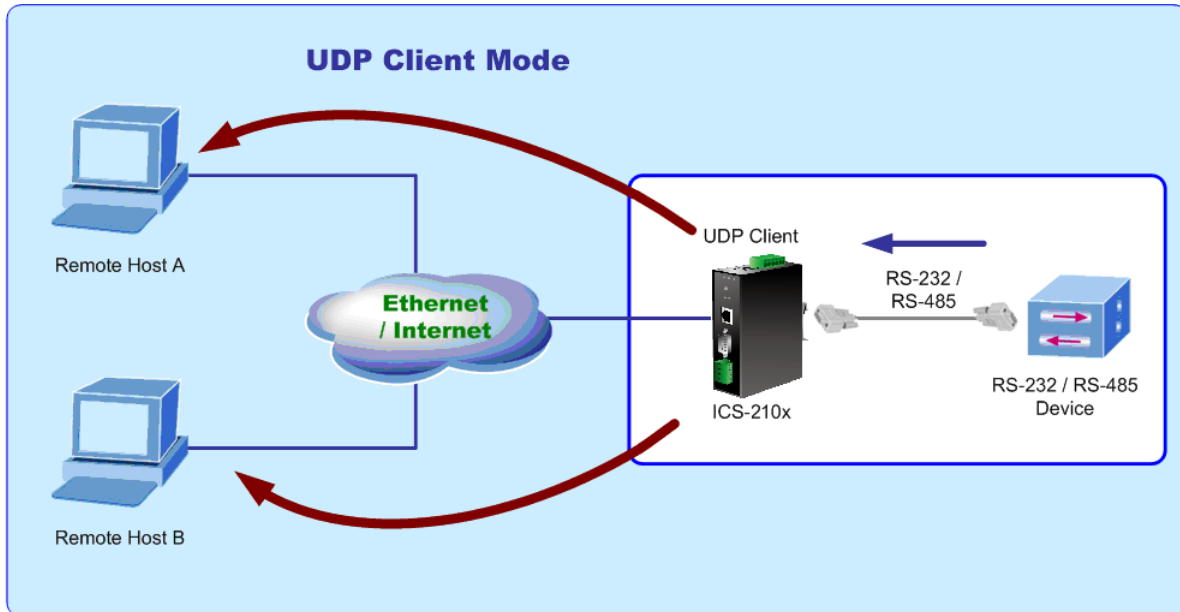 UDP Client Mode
Remote Host A
Ethernet
/ Internet
Remote Host B
UDP Client
ICS-210x
RS-232 /
RS-485
RS-232 / RS-485
Device